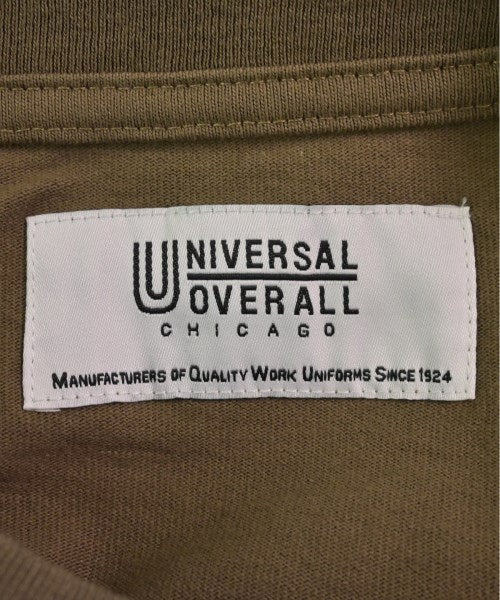 UNIVERSAL
OVERALL
CHICAGO
MANUFACTURERS OF QUALITY WORK UNIFORMS SINCE 1924